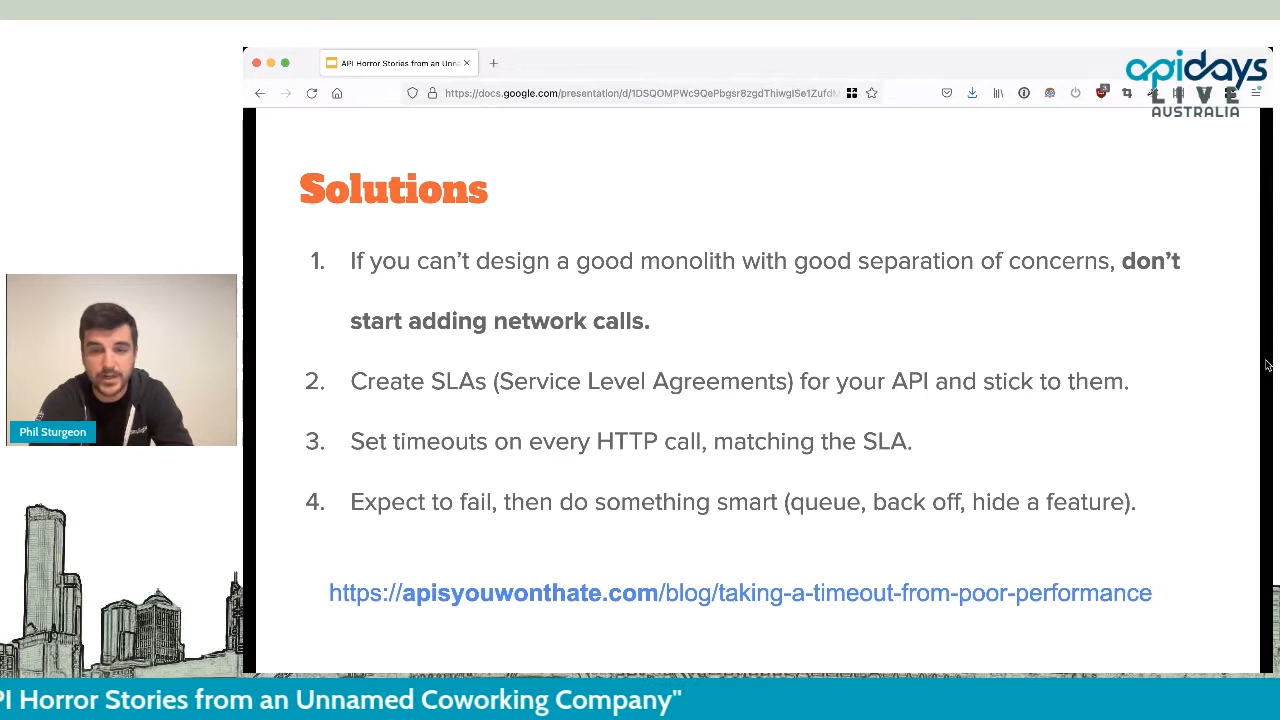 API Horror Stories from an Unna
https://docs.google.com/presentation/d/1DSQOMPWc9QePbgsr8zgdThiwgISe1Zufd
apidays
LIVE
AUSTRALIA
Solutions
1. If you can’t design a good monolith with good separation of concerns, don’t
start adding network calls.
2. Create SLAs (Service Level Agreements) for your API and stick to them.
3. Set timeouts on every HTTP call, matching the SLA.
4. Expect to fail, then do something smart (queue, back off, hide a feature).
https://apisyouwonthate.com/blog/taking-a-timeout-from-poor-performance
Phil Sturgeon
PI Horror Stories from an Unnamed Coworking Company"